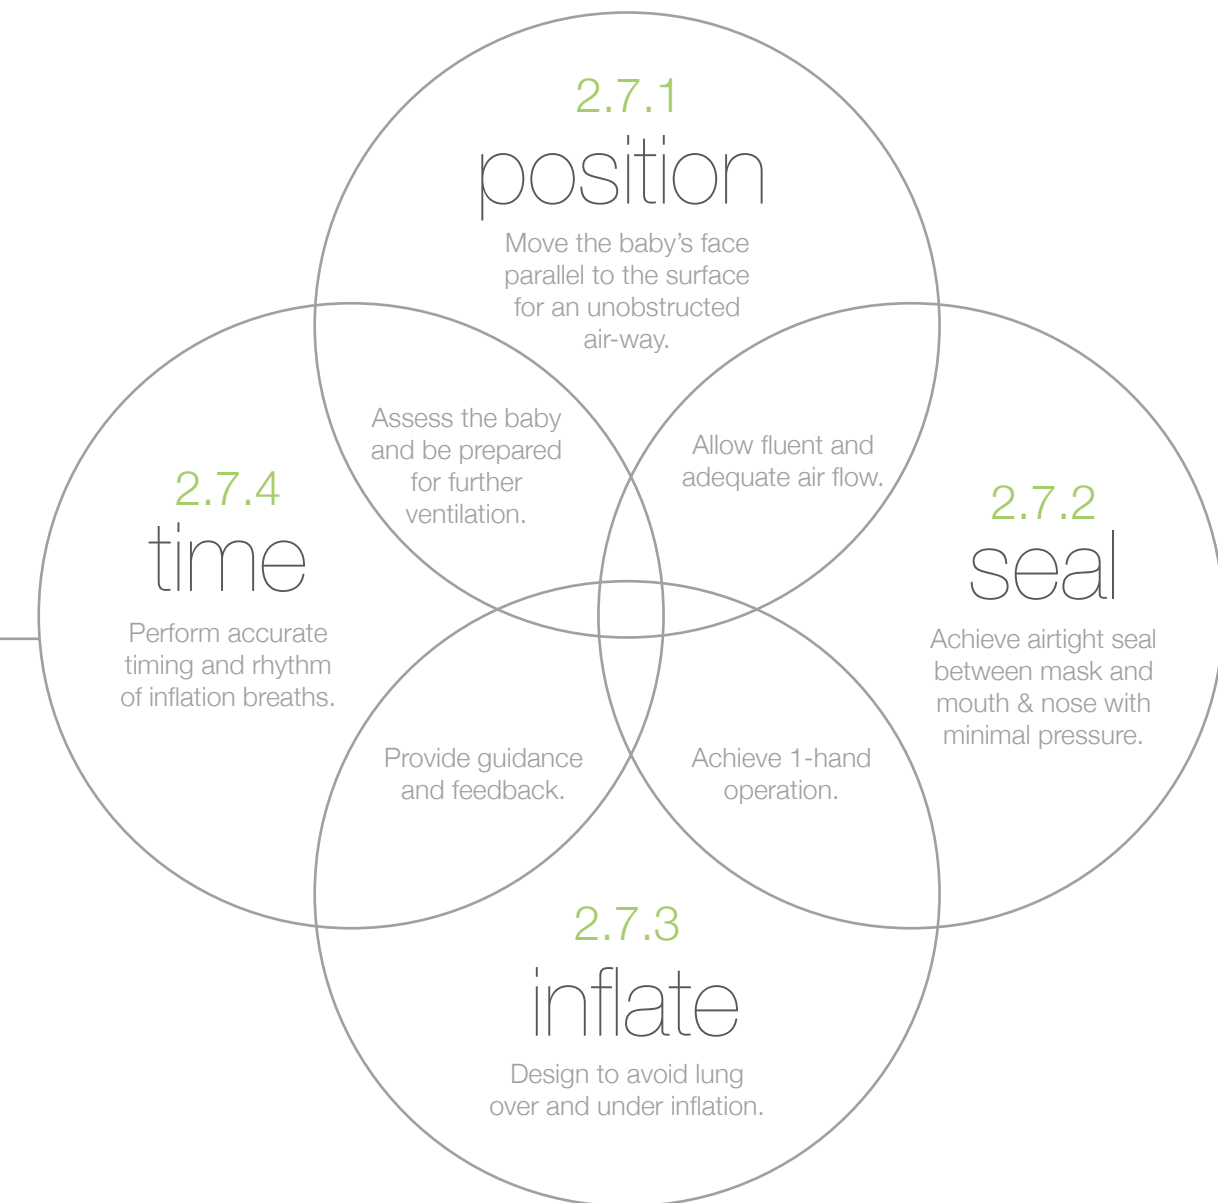 2.7.1
position
Move the baby’s face
parallel to the surface
for an unobstructed
air-way.
Assess the baby
and be prepared
for further
ventilation.
Allow fluent and
adequate air flow.
2.7.4
time
Perform accurate
timing and rhythm
of inflation breaths.
2.7.2
seal
Achieve airtight seal
between mask and
mouth & nose with
minimal pressure.
Provide guidance
and feedback.
Achieve 1-hand
operation.
2.7.3
inflate
Design to avoid lung
over and under inflation.